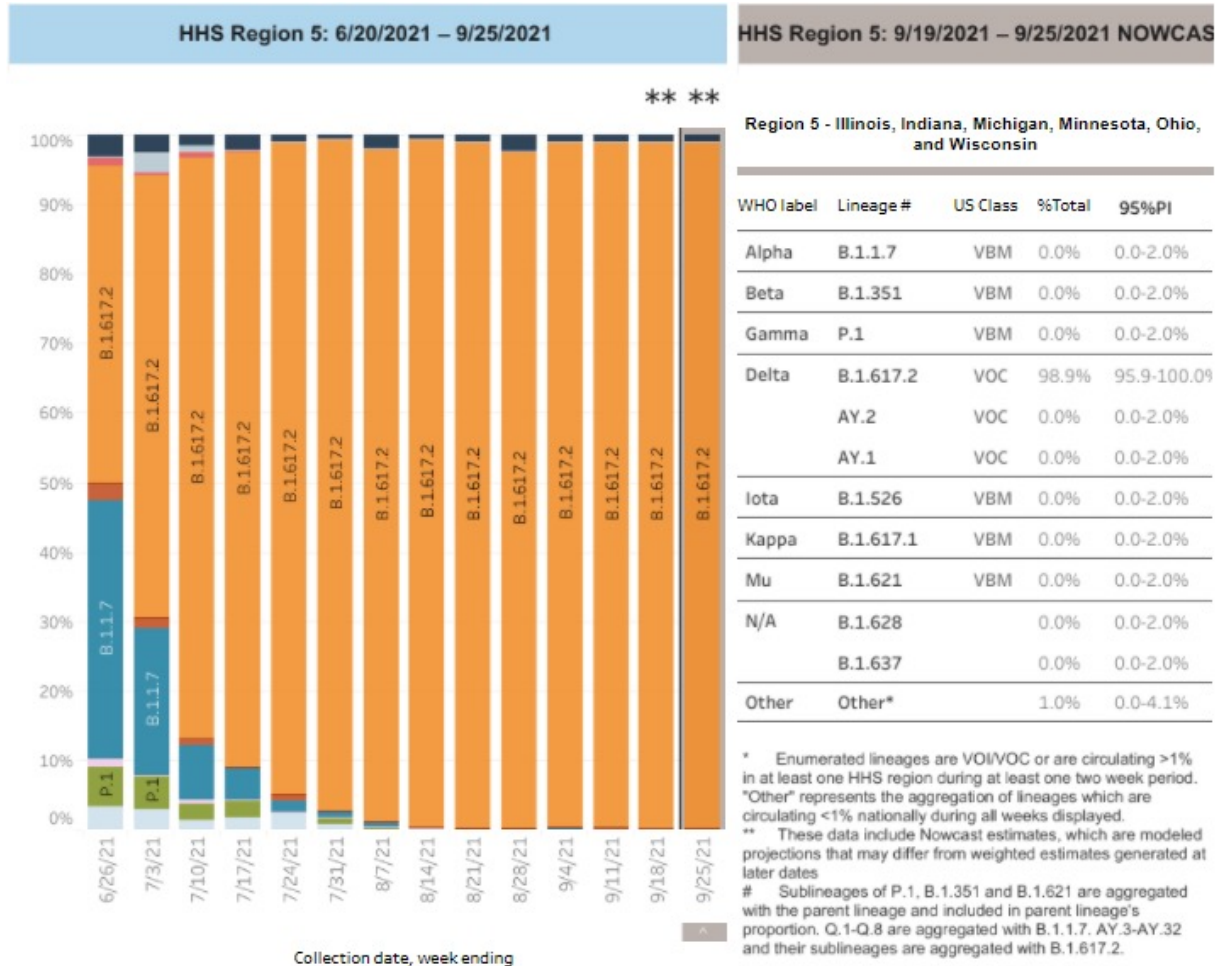 HHS Region 5: 6/20/2021 – 9/25/2021
HHS Region 5: 9/19/2021 – 9/25/2021 NOWCAS
** **
Region 5 - Illinois, Indiana, Michigan, Minnesota, Ohio,
and Wisconsin
100%
90%
80%
70%
60%
50%
40%
30%
20%
10%
0%
B.1.617.2
B.1.1.7
P.1
B.1.617.2
B.1.1.7
P.1
B.1.617.2
B.1.617.2
B.1.617.2
B.1.617.2
B.1.617.2
B.1.617.2
B.1.617.2
B.1.617.2
B.1.617.2
B.1.617.2
B.1.617.2
B.1.617.2
6/26/21
7/3/21
7/10/21
7/17/21
7/24/21
7/31/21
8/7/21
8/14/21
8/21/21
8/28/21
9/4/21
9/11/21
9/18/21
9/25/21
Collection date, week ending
WHO label Lineage # US Class %Total 95%PI
Alpha B.1.1.7 VBM 0.0% 0.0-2.0%
Beta B.1.351 VBM 0.0% 0.0-2.0%
Gamma P.1 VBM 0.0% 0.0-2.0%
Delta B.1.617.2 VOC 98.9% 95.9-100.0%
AY.2 VOC 0.0% 0.0-2.0%
AY.1 VOC 0.0% 0.0-2.0%
Iota B.1.526 VBM 0.0% 0.0-2.0%
Kappa B.1.617.1 VBM 0.0% 0.0-2.0%
Mu B.1.621 VBM 0.0% 0.0-2.0%
N/A B.1.628 0.0% 0.0-2.0%
B.1.637 0.0% 0.0-2.0%
Other Other* 1.0% 0.0-4.1%
* Enumerated lineages are VOI/VOC or are circulating >1%
in at least one HHS region during at least one two week period.
"Other" represents the aggregation of lineages which are
circulating <1% nationally during all weeks displayed.
** These data include Nowcast estimates, which are modeled
projections that may differ from weighted estimates generated at
later dates
# Sublineages of P.1, B.1.351 and B.1.621 are aggregated
with the parent lineage and included in parent lineage's
proportion. Q.1-Q.8 are aggregated with B.1.1.7. AY.3-AY.32
and their sublineages are aggregated with B.1.617.2.